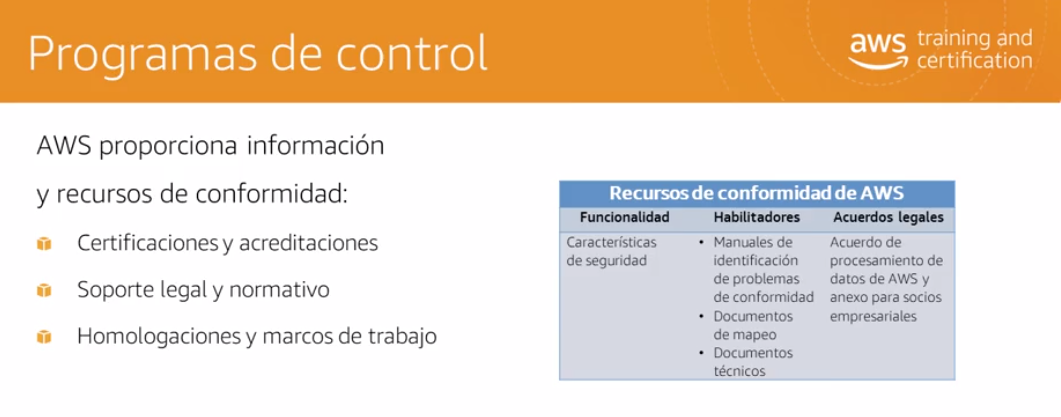 Programas de control
aws training and
certification
AWS proporciona información
y recursos de conformidad:
Certificaciones y acreditaciones
Soporte legal y normativo
Homologaciones y marcos de trabajo
Recursos de conformidad de AWS
Funcionalidad Habilitadores Acuerdos legales
Características
de seguridad
• Manuales de
identificación
de problemas
de conformidad
• Documentos
de mapeo
• Documentos
técnicos
Acuerdo de
procesamiento de
datos de AWS y
anexo para socios
empresariales